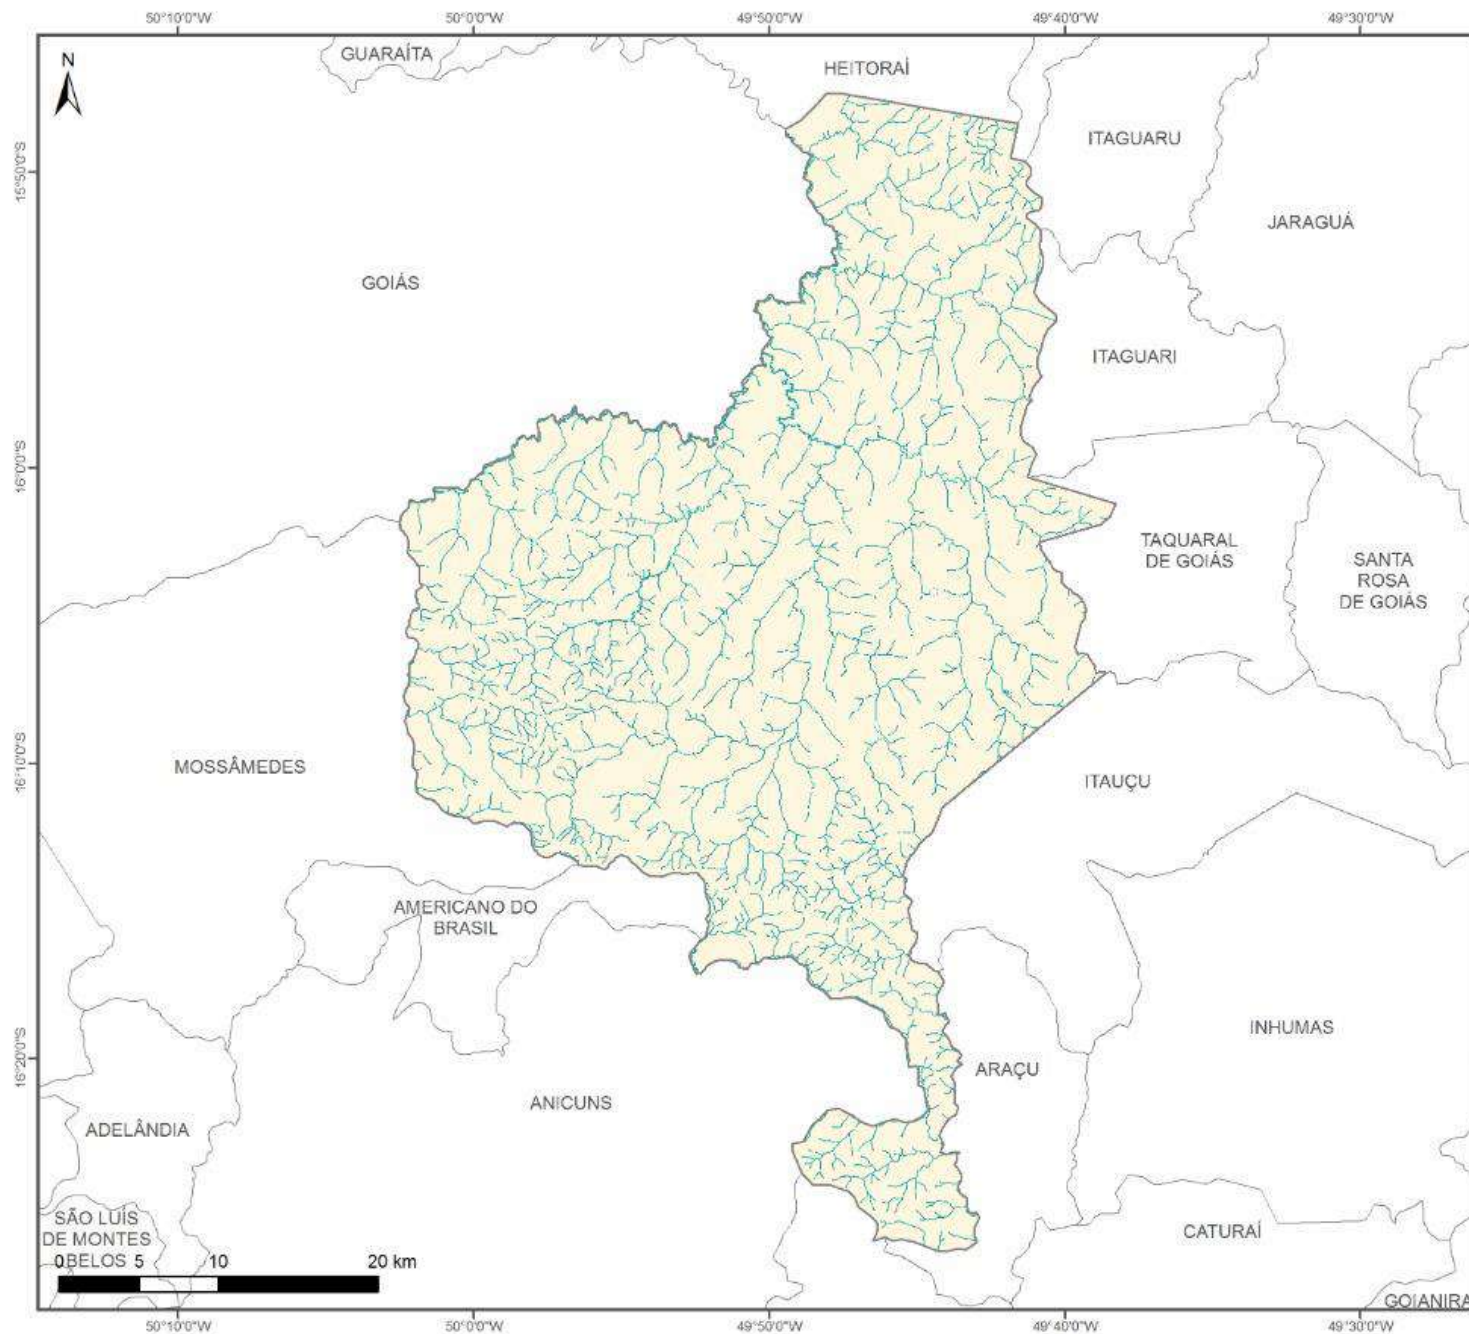 50°10'0"W 50°0'0"W 49°50'0"W 49°40'0"W 49°30'0"W
N
GUARAÍTA
HEITORAÍ
ITAGUARU
15°50'0"S
JARAGUÁ
GOIÁS
ITAGUARI
16°0'0"S
TAQUARAL
DE GOIÁS
SANTA
ROSA
DE GOIÁS
16°10'0"S
MOSSÂMEDES
ITAUÇU
AMERICANO DO
BRASIL
INHUMAS
16°20'0"S
ARAÇU
ANICUNS
ADELÂNDIA
SÃO LUÍS
DE MONTES
BELOS
0 5 10 20 km
CATURAÍ
GOIANIRA
50°10'0"W 50°0'0"W 49°50'0"W 49°40'0"W 49°30'0"W